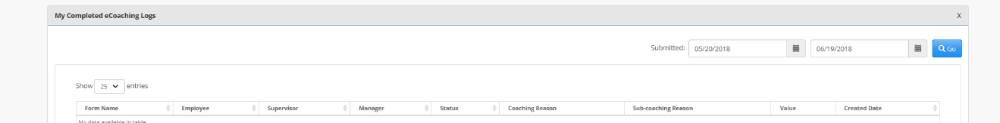 My Completed eCoaching Logs X
Submitted: 05/20/2018 06/19/2018 Go
Show 25 entries
Form Name Employee Supervisor Manager Status Coaching Reason Sub-coaching Reason Value Created Date
No data available in table